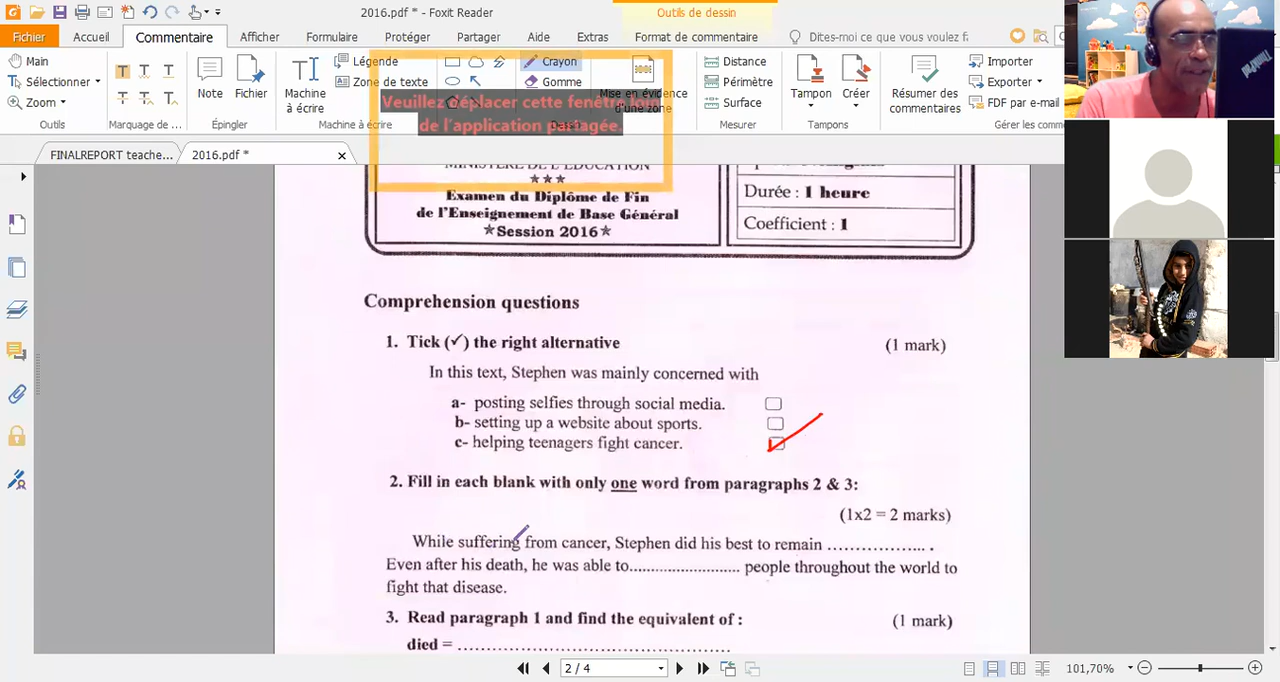 2016.pdf * - Foxit Reader
Outils de dessin
Fichier
Accueil
Commentaire
Afficher
Formulaire
Protéger
Partager
Aide
Extras
Format de commentaire
Dites-moi ce que vous voulez f
Main
Sélectionner
Zoom
Outils
Marquage de
Note
Fichier
Épingler
Machine
à écrire
Légende
Zone de texte
Machine à écrire
Crayon
Gomme
Mise en évidence
d'une zone
Veuillez déplacer cette fenêtre loin
de l'application partagée.
Distance
Périmètre
Surface
Mesurer
Tampon
Créer
Tampons
Résumer des
commentaires
Importer
Exporter
FDF par e-mail
Gérer les comme
FINALREPORT teache...
2016.pdf *
MINISTÈRE DE L'ÉDUCATION
Examen du Diplôme de Fin
de l'Enseignement de Base Général
Session 2016
Durée : 1 heure
Coefficient : 1
Comprehension questions
1. Tick (✓) the right alternative (1 mark)
In this text, Stephen was mainly concerned with
a- posting selfies through social media.
b- setting up a website about sports.
c- helping teenagers fight cancer.
2. Fill in each blank with only one word from paragraphs 2 & 3:
(1x2 = 2 marks)
While suffering from cancer, Stephen did his best to remain .................. .
Even after his death, he was able to........................ people throughout the world to
fight that disease.
3. Read paragraph 1 and find the equivalent of : (1 mark)
died = ......................................................
2 / 4
101,70%